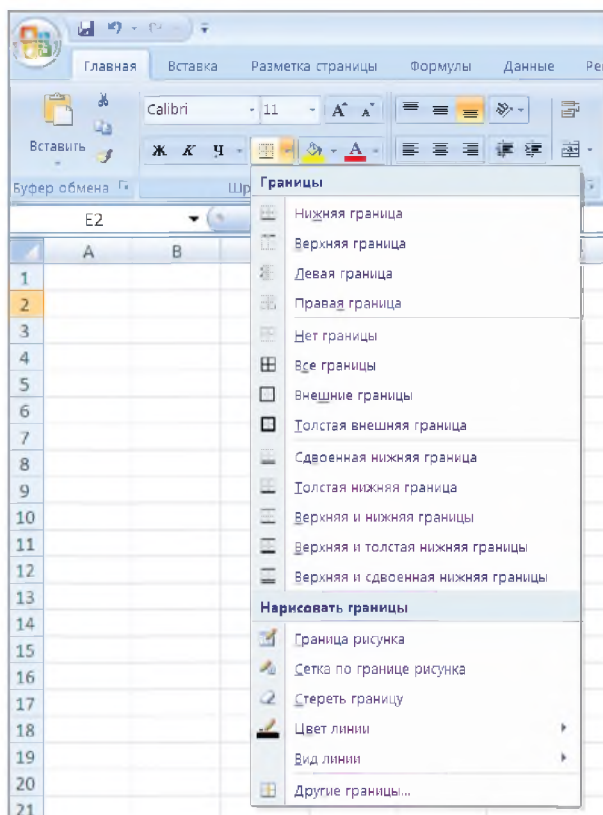 Главная Вставка Разметка страницы Формулы Данные Ре
Calibri 11 А А
Вставить Ж К Ч А
Буфер обмена Шр
Границы
E2
Нижняя граница
A B
Верхняя граница
1
Девая граница
2
Правая граница
3
Нет границы
4
Все границы
5
Внешние границы
6
Толстая внешняя граница
7
8
Сдвоенная нижняя граница
9
Толстая нижняя граница
10
Верхняя и нижняя границы
11
Верхняя и толстая нижняя границы
12
Верхняя и сдвоенная нижняя границы
13
Нарисовать границы
14
Граница рисунка
15
Сетка по границе рисунка
16
Стереть границу
17
18
Цвет линии
19
Вид линии
20
Другие границы...
21